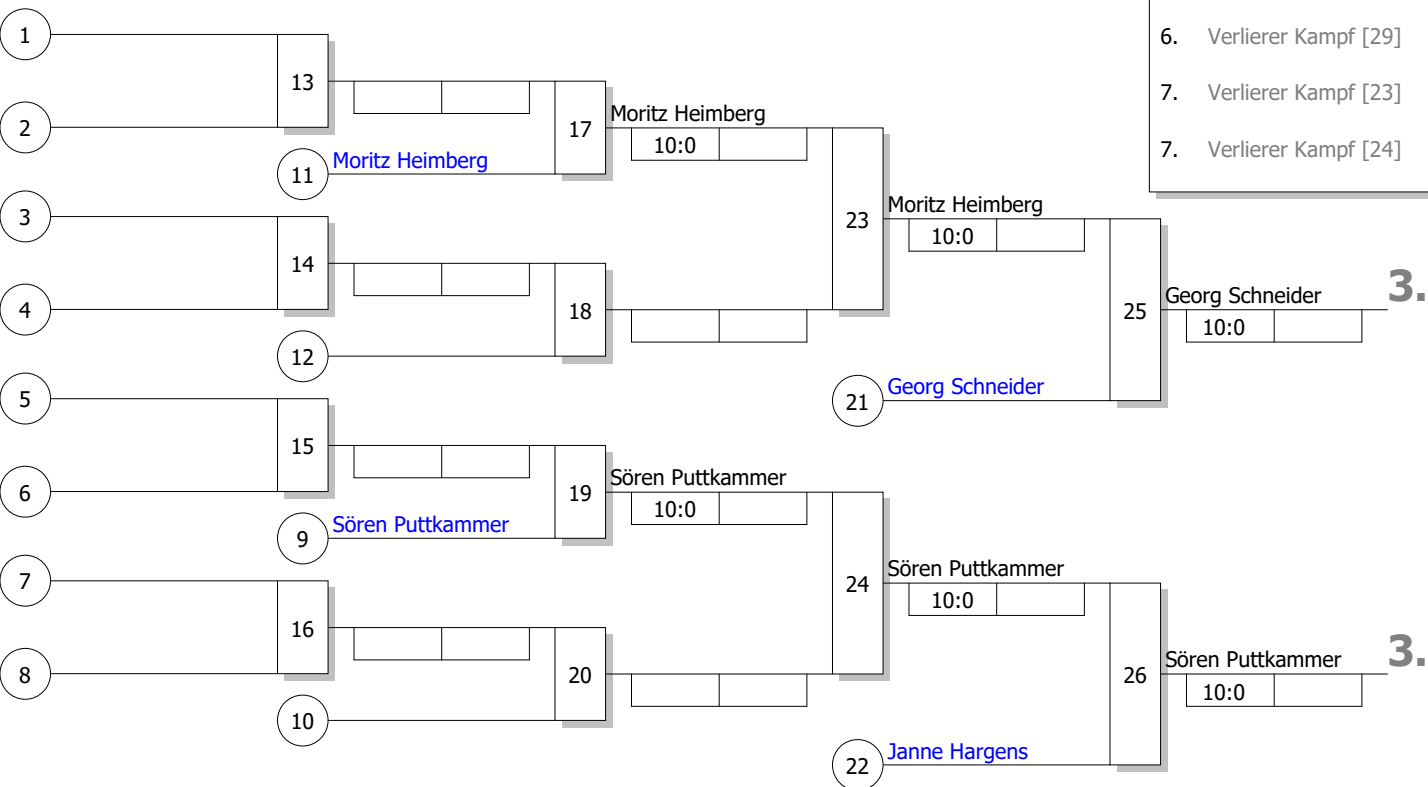 1
6. Verlierer Kampf [29]
13
7. Verlierer Kampf [23]
2
Moritz Heimberg
17
10:0
7. Verlierer Kampf [24]
11
Moritz Heimberg
3
Moritz Heimberg
23
10:0
14
3.
4
Georg Schneider
18
25
10:0
12
5
Georg Schneider
21
15
Sören Puttkammer
6
19
10:0
Sören Puttkammer
9
7
Sören Puttkammer
24
10:0
16
3.
8
Sören Puttkammer
20
26
10:0
10
Janne Hargens
22